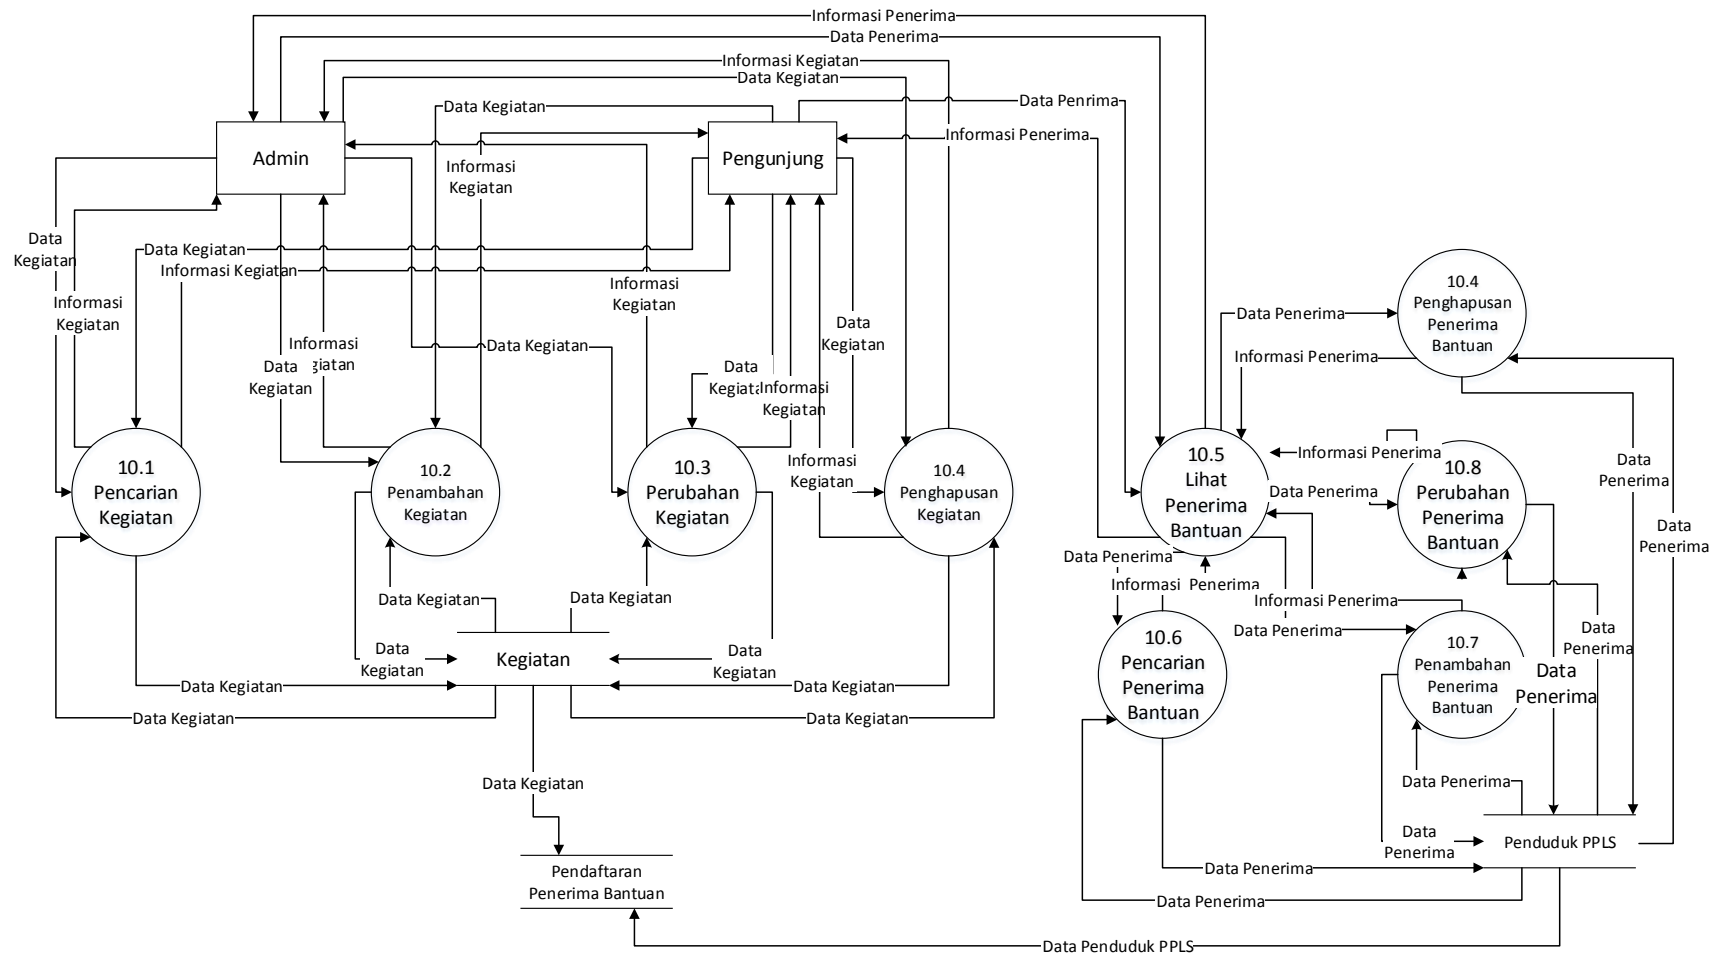 Informasi Penerima
Data Penerima
Informasi Kegiatan
Data Kegiatan
Data Kegiatan
Data Penrima
Informasi Penerima
Admin
Pengunjung
Informasi
Kegiatan
Data
Kegiatan
Data Kegiatan
Informasi Kegiatan
Informasi
Kegiatan
Informasi
Kegiatan
Data
Kegiatan
Informasi
giatan
Data
Kegiatan
Data Kegiatan
Data
Kegiata
Informasi
Kegiatan
10.4
Penghapusan
Penerima
Bantuan
Data Penerima
Informasi Penerima
10.1
Pencarian
Kegiatan
10.2
Penambahan
Kegiatan
10.3
Perubahan
Kegiatan
Informasi
Kegiatan
10.4
Penghapusan
Kegiatan
10.5
Lihat
Penerima
Bantuan
Informasi Penerima
Data Penerima
10.8
Perubahan
Penerima
Bantuan
Data
Penerima
Data
Penerima
Data Penerima
Informasi Penerima
Informasi Penerima
Data Penerima
Data Kegiatan
Data Kegiatan
Data
Kegiatan
Kegiatan
Data
Kegiatan
Data Kegiatan
Data Kegiatan
Data Kegiatan
Data Kegiatan
10.6
Pencarian
Penerima
Bantuan
10.7
Penambahan
Penerima
Bantuan
Data
Penerima
Data
Penerima
Data Kegiatan
Data Penerima
Data
Penerima
Penduduk PPLS
Data Penerima
Data Penerima
Pendaftaran
Penerima Bantuan
Data Penduduk PPLS